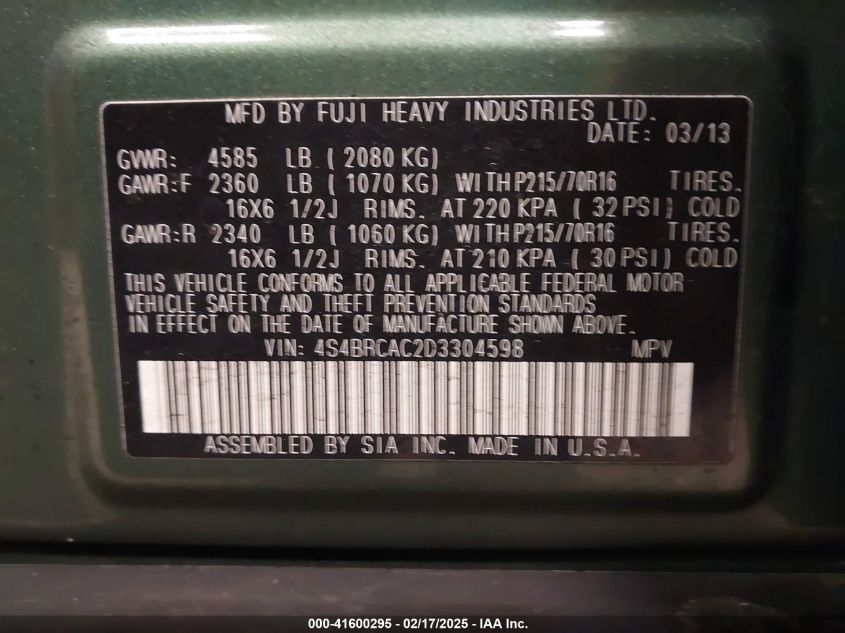 MFD BY FUJI HEAVY INDUSTRIES LTD.
DATE: 03/13
GVWR: 4585 LB ( 2080 KG)
GAWR:F 2360 LB ( 1070 KG) WITH P215/70R16 TIRES.
16X6 1/2J RIMS. AT 220 KPA ( 32 PSI) COLD
GAWR:R 2340 LB ( 1060 KG) WITH P215/70R16 TIRES.
16X6 1/2J RIMS. AT 210 KPA ( 30 PSI) COLD
THIS VEHICLE CONFORMS TO ALL APPLICABLE FEDERAL MOTOR
VEHICLE SAFETY AND THEFT PREVENTION STANDARDS
IN EFFECT ON THE DATE OF MANUFACTURE SHOWN ABOVE.
VIN: 4S4BRCAC2D3304598 MPV
ASSEMBLED BY SIA INC. MADE IN U.S.A.
000-41600295 - 02/17/2025 - IAA Inc.